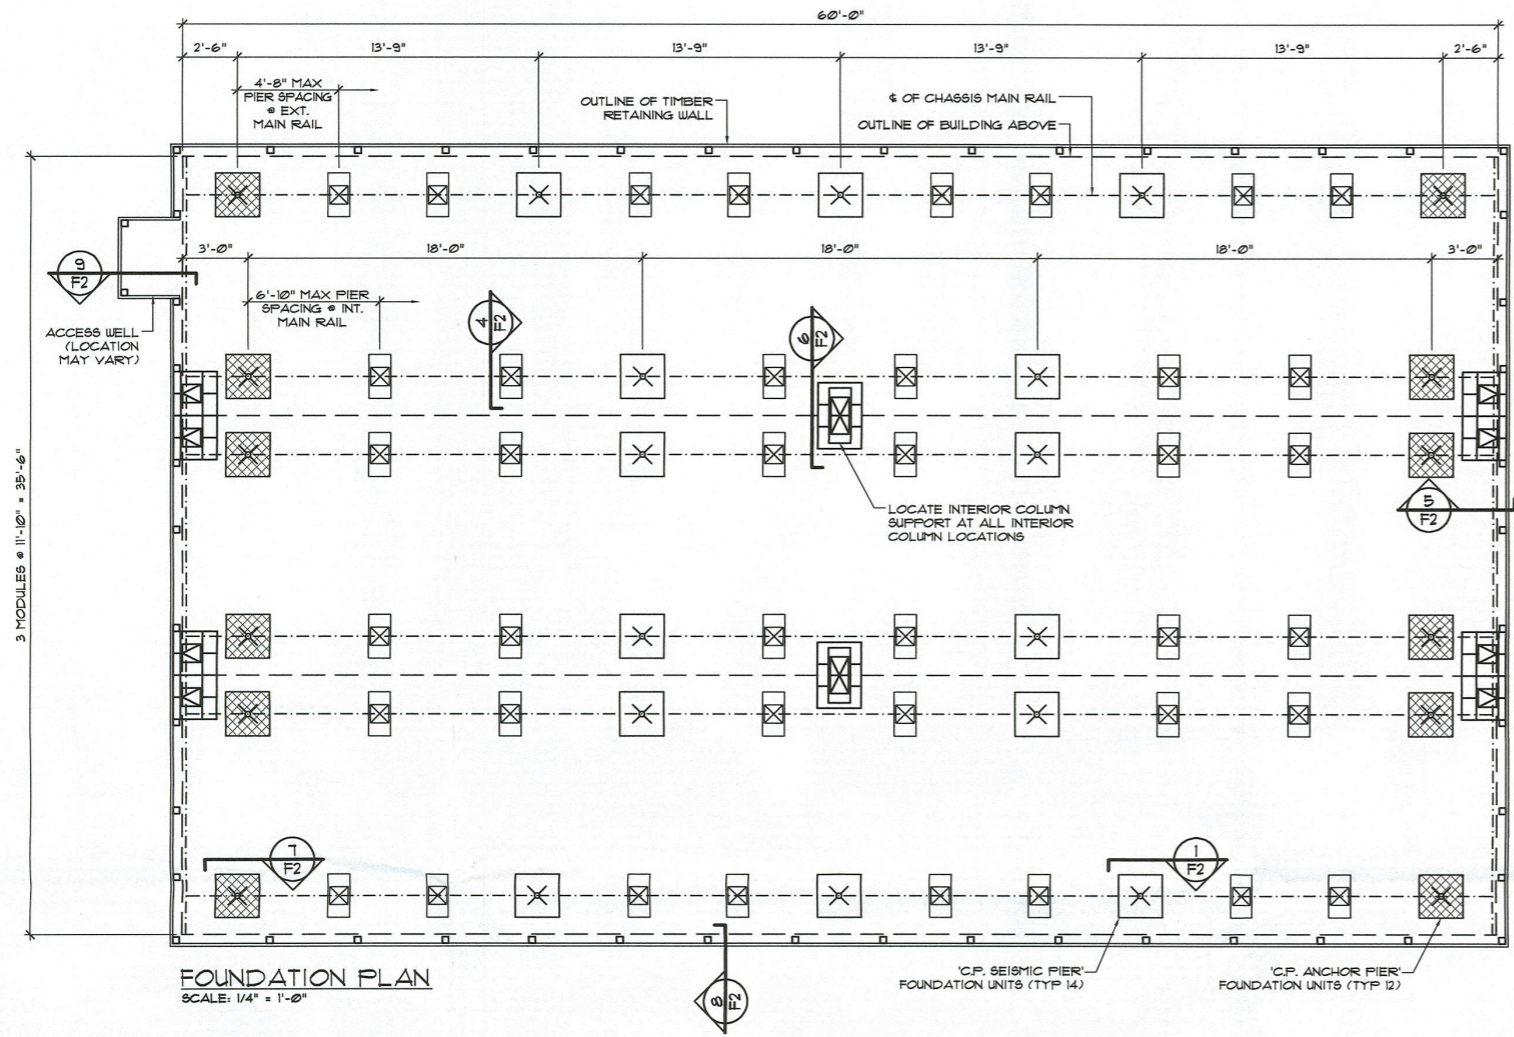 60'-0"
2'-6"
13'-9"
13'-9"
13'-9"
13'-9"
2'-6"
4'-8" MAX
PIER SPACING
@ EXT.
MAIN RAIL
OUTLINE OF TIMBER
RETAINING WALL
℄ OF CHASSIS MAIN RAIL
OUTLINE OF BUILDING ABOVE
3'-0"
18'-0"
18'-0"
18'-0"
3'-0"
9
F2
6'-10" MAX PIER
SPACING @ INT.
MAIN RAIL
4
F2
6
F2
ACCESS WELL
(LOCATION
MAY VARY)
3 MODULES @ 11'-10" = 35'-6"
LOCATE INTERIOR COLUMN
SUPPORT AT ALL INTERIOR
COLUMN LOCATIONS
5
F2
7
F2
1
F2
FOUNDATION PLAN
SCALE: 1/4" = 1'-0"
8
F2
'C.P. SEISMIC PIER'
FOUNDATION UNITS (TYP 14)
'C.P. ANCHOR PIER'
FOUNDATION UNITS (TYP 12)